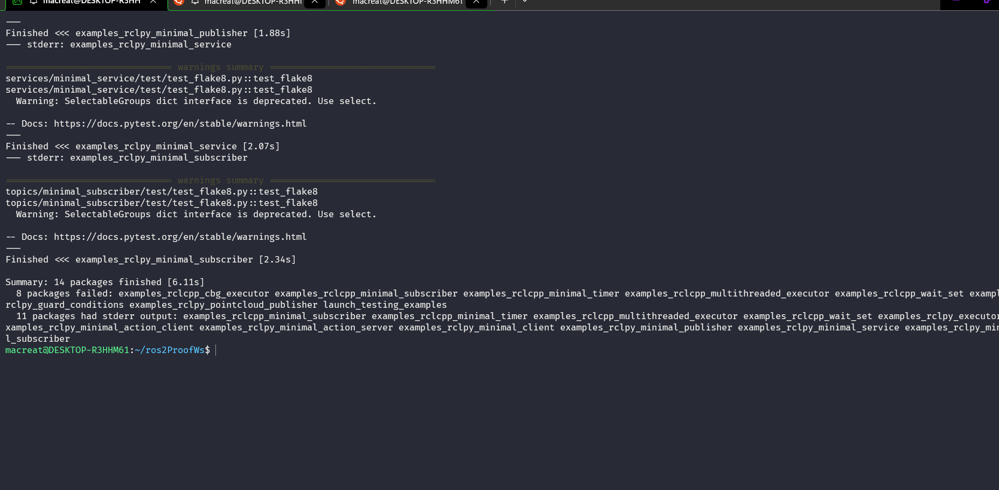 macreat@DESKTOP-R3HH macreat@DESKTOP-R3HHI macreat@DESKTOP-R3HHM61
---
Finished <<< examples_rclpy_minimal_publisher [1.88s]
--- stderr: examples_rclpy_minimal_service
=============================== warnings summary ===============================
services/minimal_service/test/test_flake8.py::test_flake8
services/minimal_service/test/test_flake8.py::test_flake8
  Warning: SelectableGroups dict interface is deprecated. Use select.
-- Docs: https://docs.pytest.org/en/stable/warnings.html
---
Finished <<< examples_rclpy_minimal_service [2.07s]
--- stderr: examples_rclpy_minimal_subscriber
=============================== warnings summary ===============================
topics/minimal_subscriber/test/test_flake8.py::test_flake8
topics/minimal_subscriber/test/test_flake8.py::test_flake8
  Warning: SelectableGroups dict interface is deprecated. Use select.
-- Docs: https://docs.pytest.org/en/stable/warnings.html
---
Finished <<< examples_rclpy_minimal_subscriber [2.34s]
Summary: 14 packages finished [6.11s]
  8 packages failed: examples_rclcpp_cbg_executor examples_rclcpp_minimal_subscriber examples_rclcpp_minimal_timer examples_rclcpp_multithreaded_executor examples_rclcpp_wait_set exampl
rclpy_guard_conditions examples_rclpy_pointcloud_publisher launch_testing_examples
  11 packages had stderr output: examples_rclcpp_minimal_subscriber examples_rclcpp_minimal_timer examples_rclcpp_multithreaded_executor examples_rclcpp_wait_set examples_rclpy_executor
xamples_rclpy_minimal_action_client examples_rclpy_minimal_action_server examples_rclpy_minimal_client examples_rclpy_minimal_publisher examples_rclpy_minimal_service examples_rclpy_min
l_subscriber
macreat@DESKTOP-R3HHM61:~/ros2ProofWs$